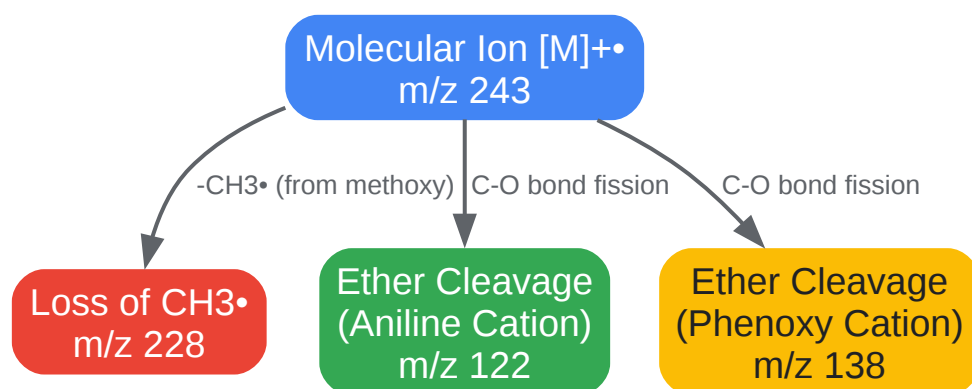 Molecular Ion [M]+•
m/z 243
-CH3• (from methoxy)
C-O bond fission
C-O bond fission
Loss of CH3•
m/z 228
Ether Cleavage
(Aniline Cation)
m/z 122
Ether Cleavage
(Phenoxy Cation)
m/z 138